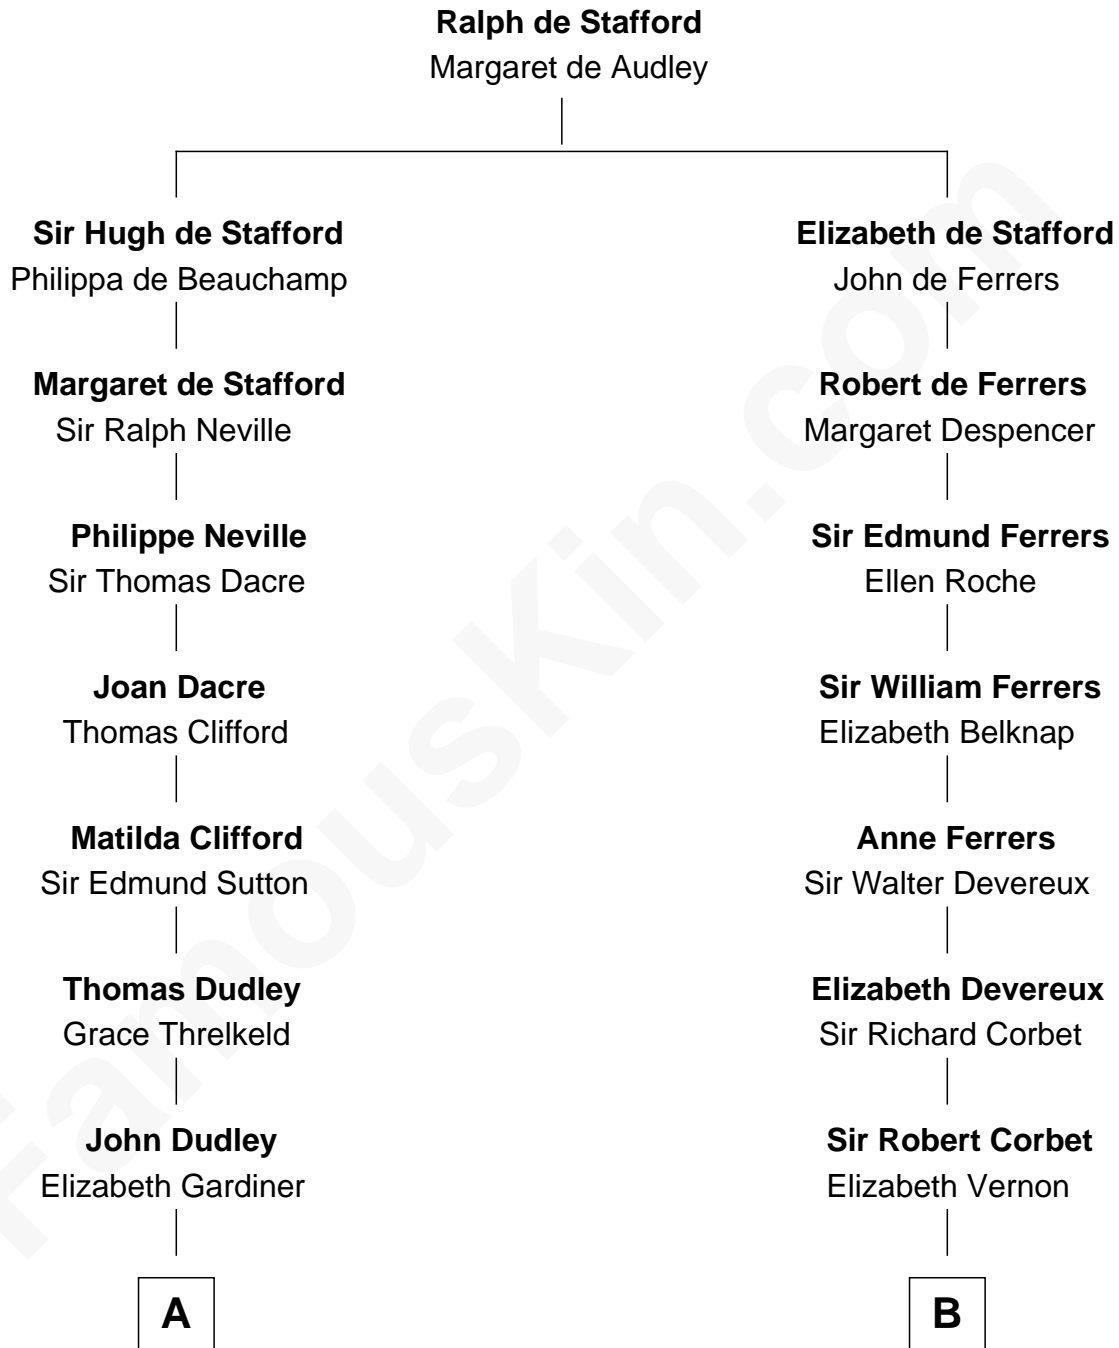 Ralph de Stafford
Margaret de Audley
Sir Hugh de Stafford
Philippa de Beauchamp
Elizabeth de Stafford
John de Ferrers
Margaret de Stafford
Sir Ralph Neville
Robert de Ferrers
Margaret Despencer
Philippe Neville
Sir Thomas Dacre
Sir Edmund Ferrers
Ellen Roche
Joan Dacre
Thomas Clifford
Sir William Ferrers
Elizabeth Belknap
Matilda Clifford
Sir Edmund Sutton
Anne Ferrers
Sir Walter Devereux
Thomas Dudley
Grace Threlkeld
Elizabeth Devereux
Sir Richard Corbet
John Dudley
Elizabeth Gardiner
Sir Robert Corbet
Elizabeth Vernon
A
B
FamousKin.com